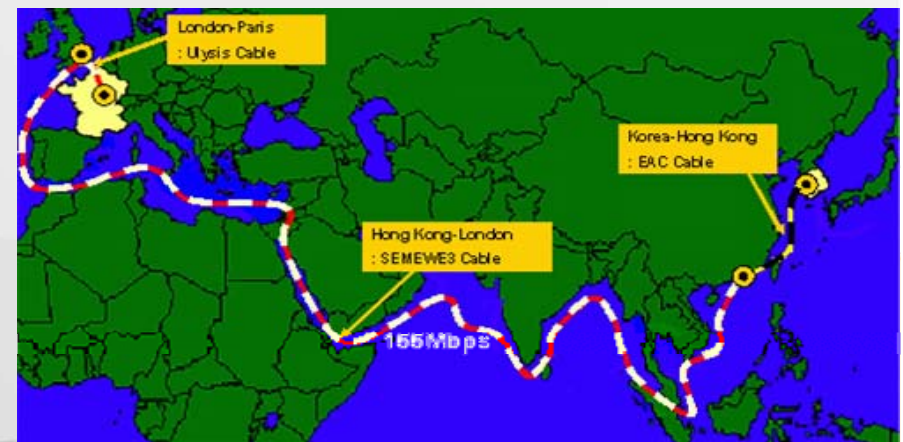 London-Paris
: Ulysis Cable
Korea-Hong Kong
: EAC Cable
Hong Kong-London
: SEMEWE3 Cable
155Mbps